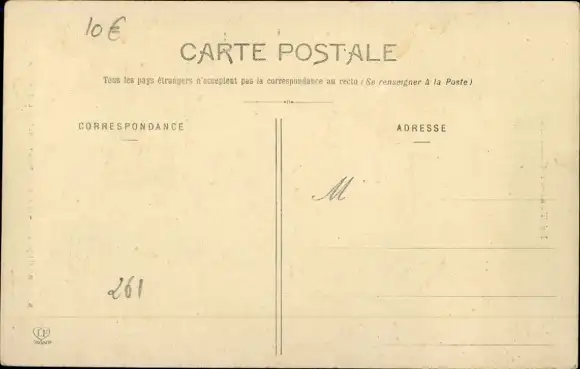 10 €
CARTE POSTALE
Tous les pays étrangers n'acceptent pas la correspondance au recto (Se renseigner à la Poste)
CORRESPONDANCE
ADRESSE
M
261